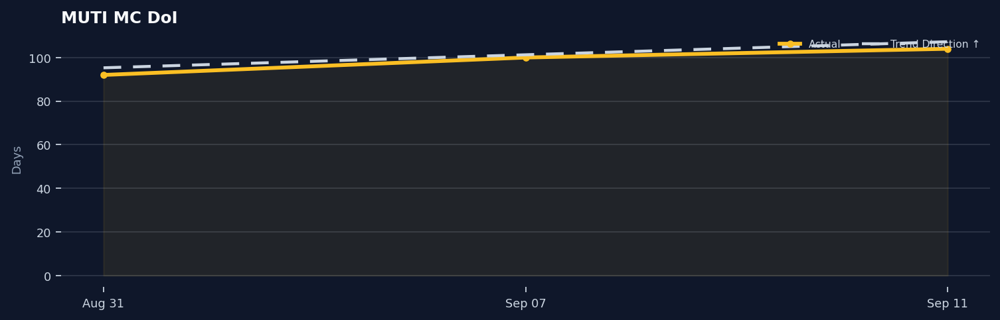 MUTI MC DoI
Actual
Trend Direction ↑
100
80
60
40
20
0
Days
Aug 31
Sep 07
Sep 11